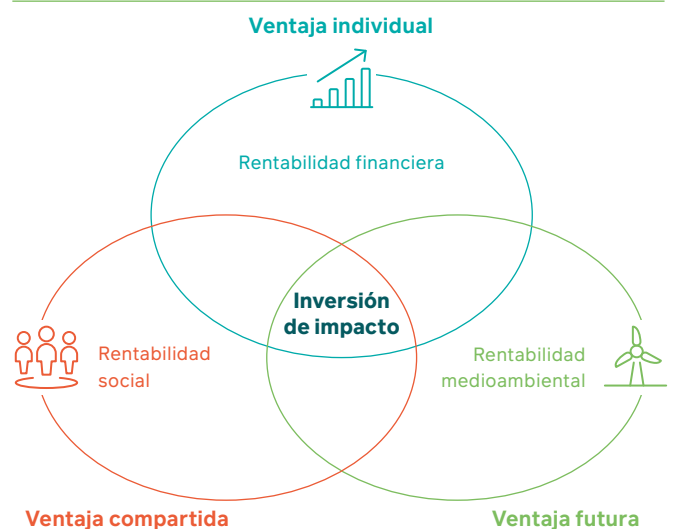 Ventaja individual
Rentabilidad financiera
Inversión
de impacto
Rentabilidad
social
Rentabilidad
medioambiental
Ventaja compartida
Ventaja futura